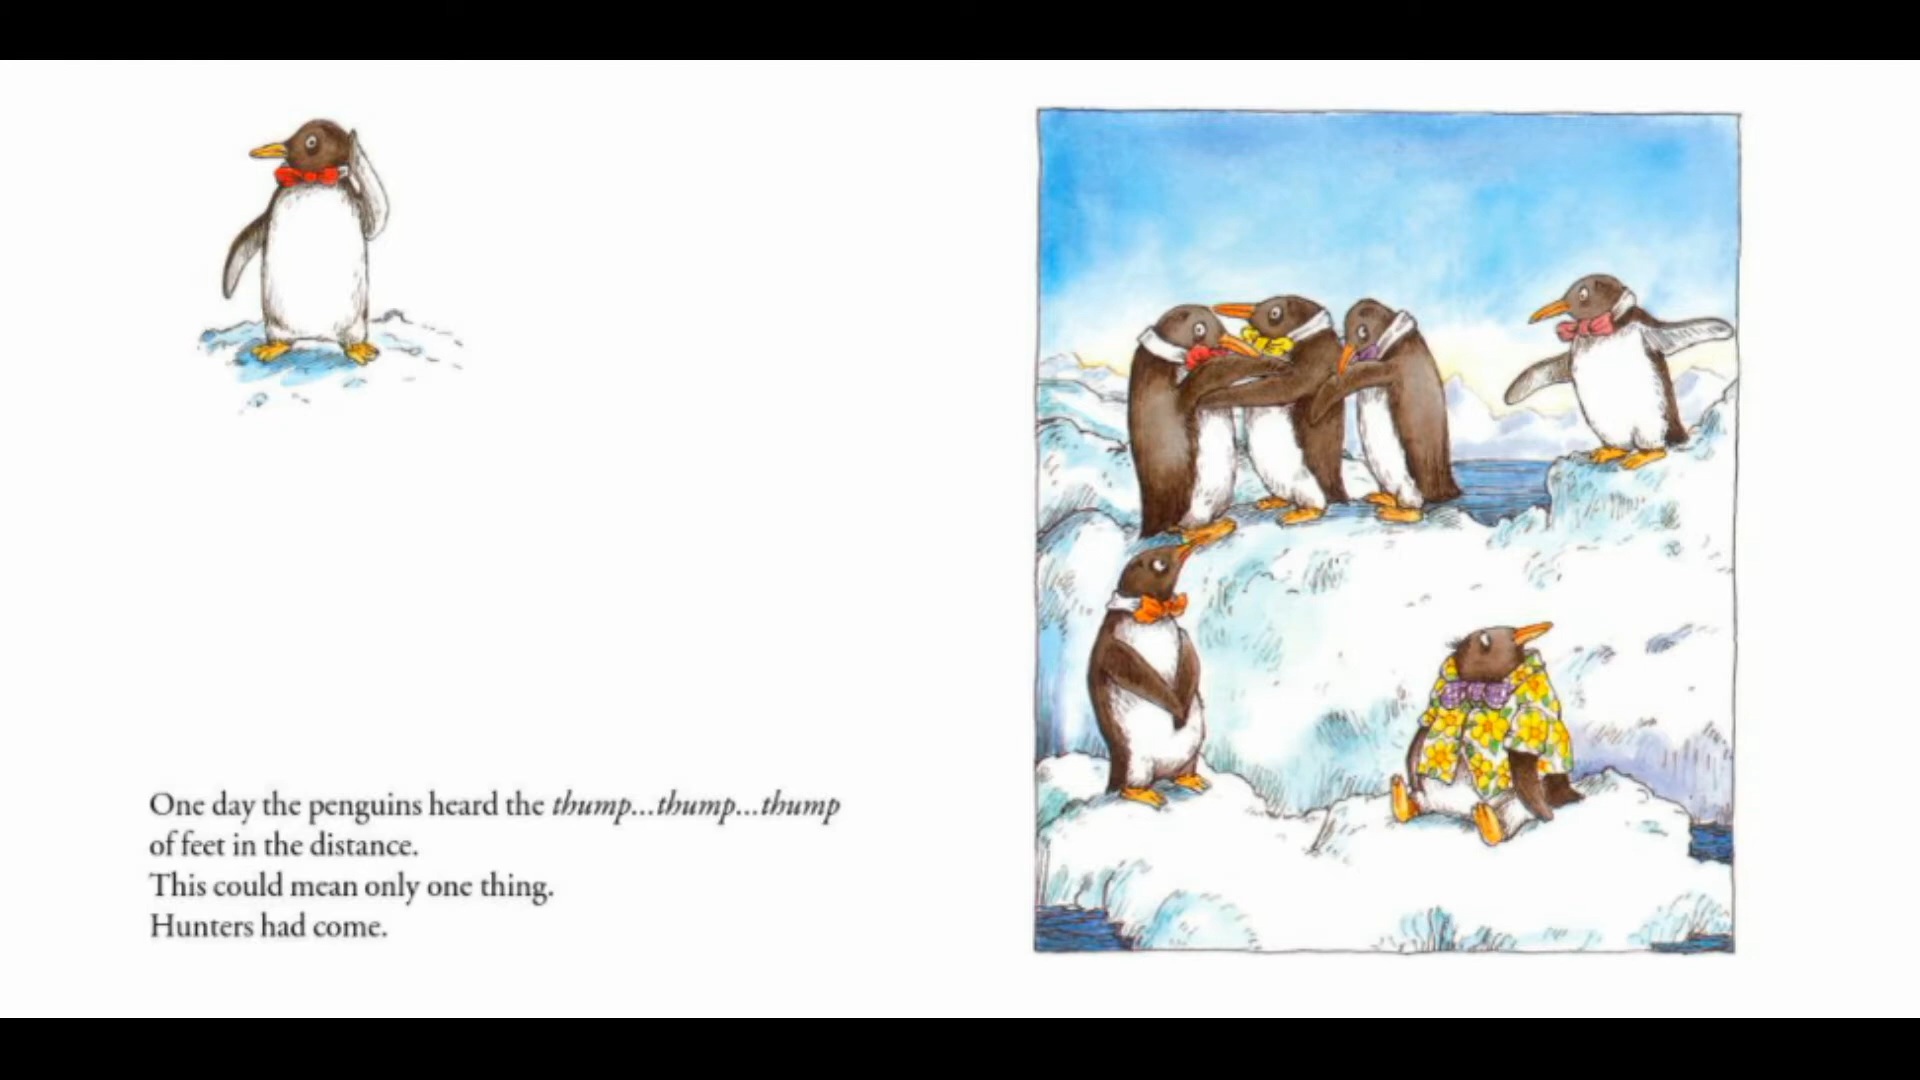 One day the penguins heard the thump...thump...thump
of feet in the distance.
This could mean only one thing.
Hunters had come.